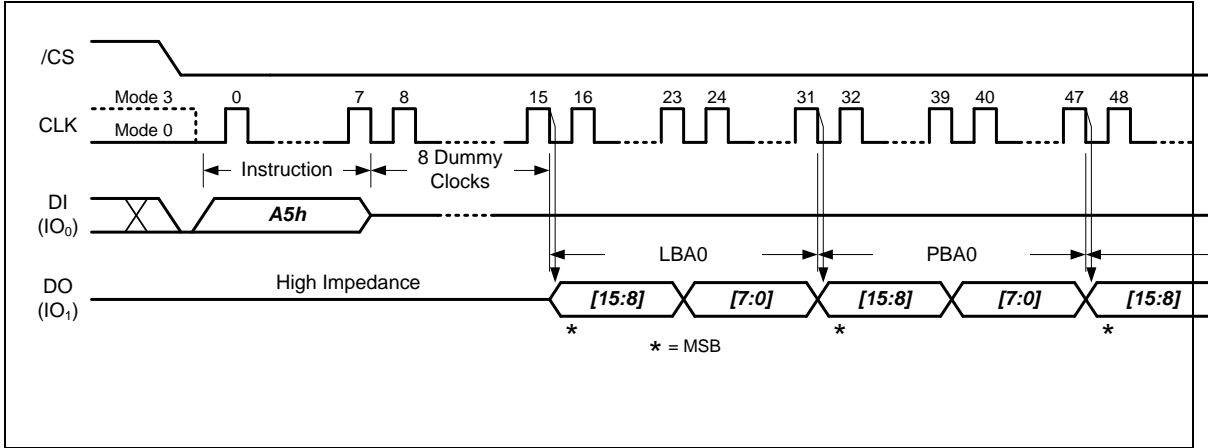 /CS
Mode 3 0 7 8 15 16 23 24 31 32 39 40 47 48
CLK
Mode 0
Instruction 8 Dummy
Clocks
DI
(IO0) A5h
LBA0 PBA0
High Impedance
DO
(IO1) [15:8] [7:0] [15:8] [7:0] [15:8]
* * *
* = MSB